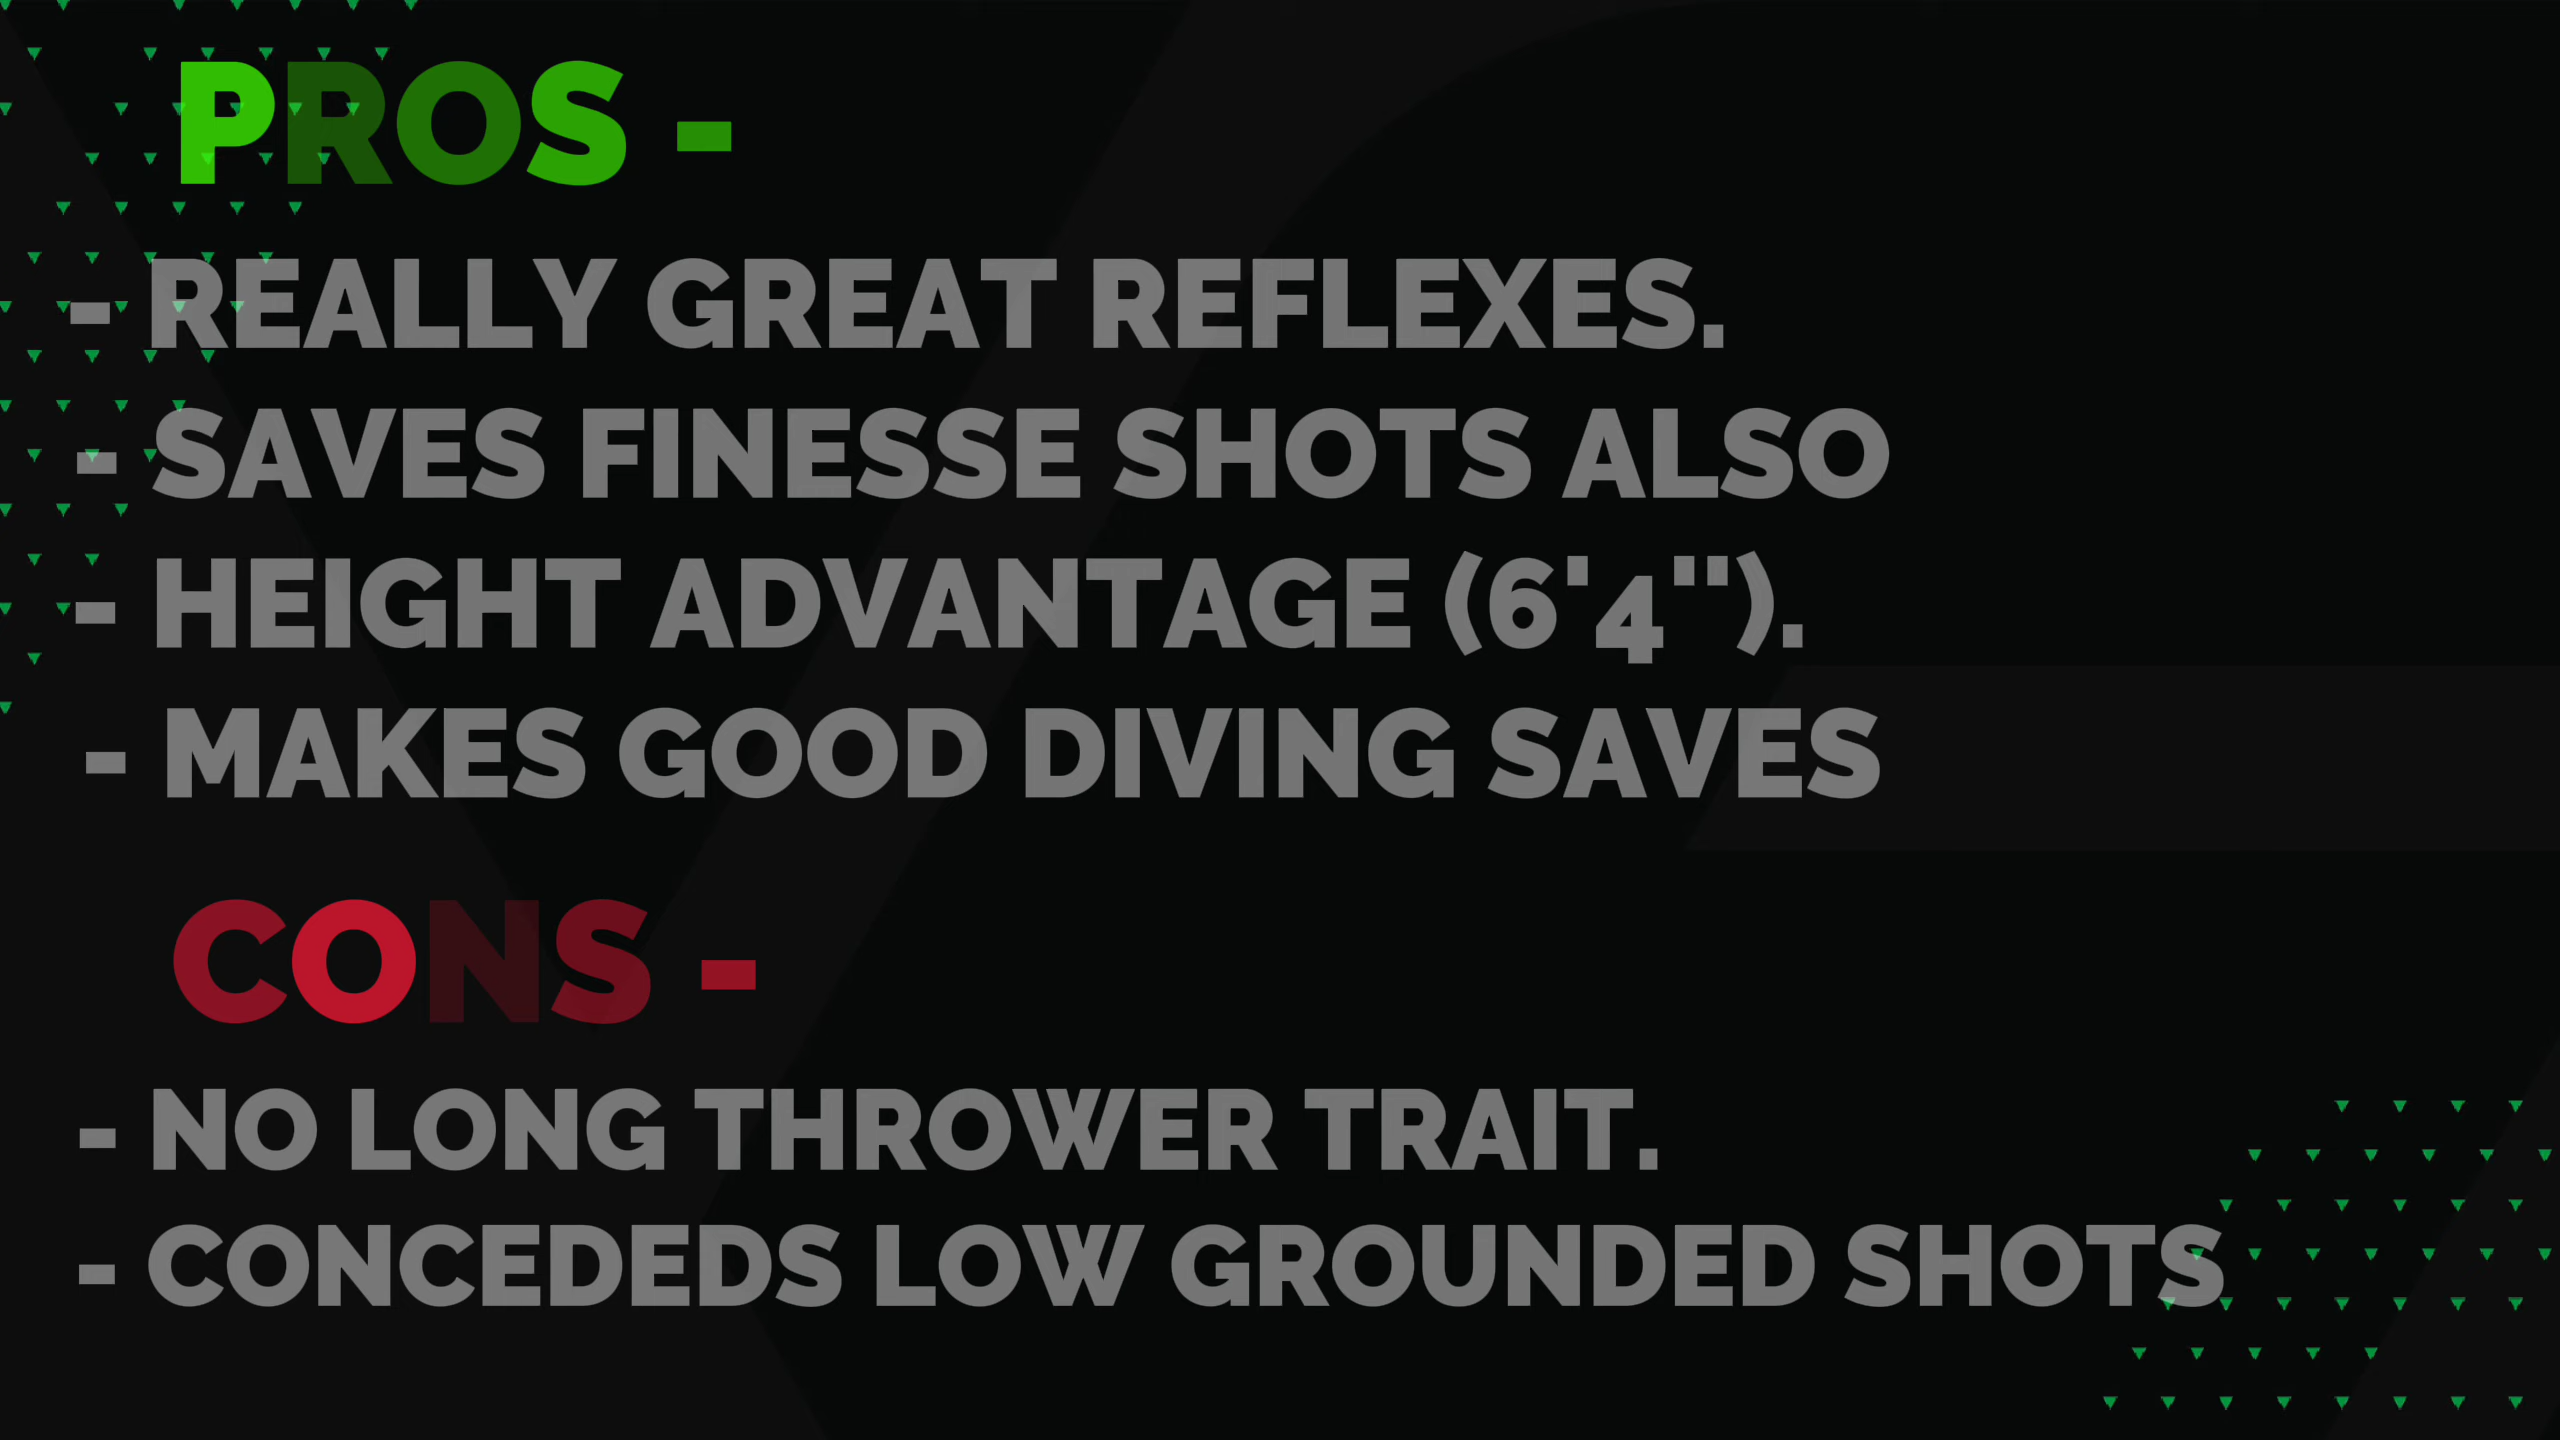 PROS -
- REALLY GREAT REFLEXES.
- SAVES FINESSE SHOTS ALSO
- HEIGHT ADVANTAGE (6'4").
- MAKES GOOD DIVING SAVES
CONS -
- NO LONG THROWER TRAIT.
- CONCEDEDS LOW GROUNDED SHOTS